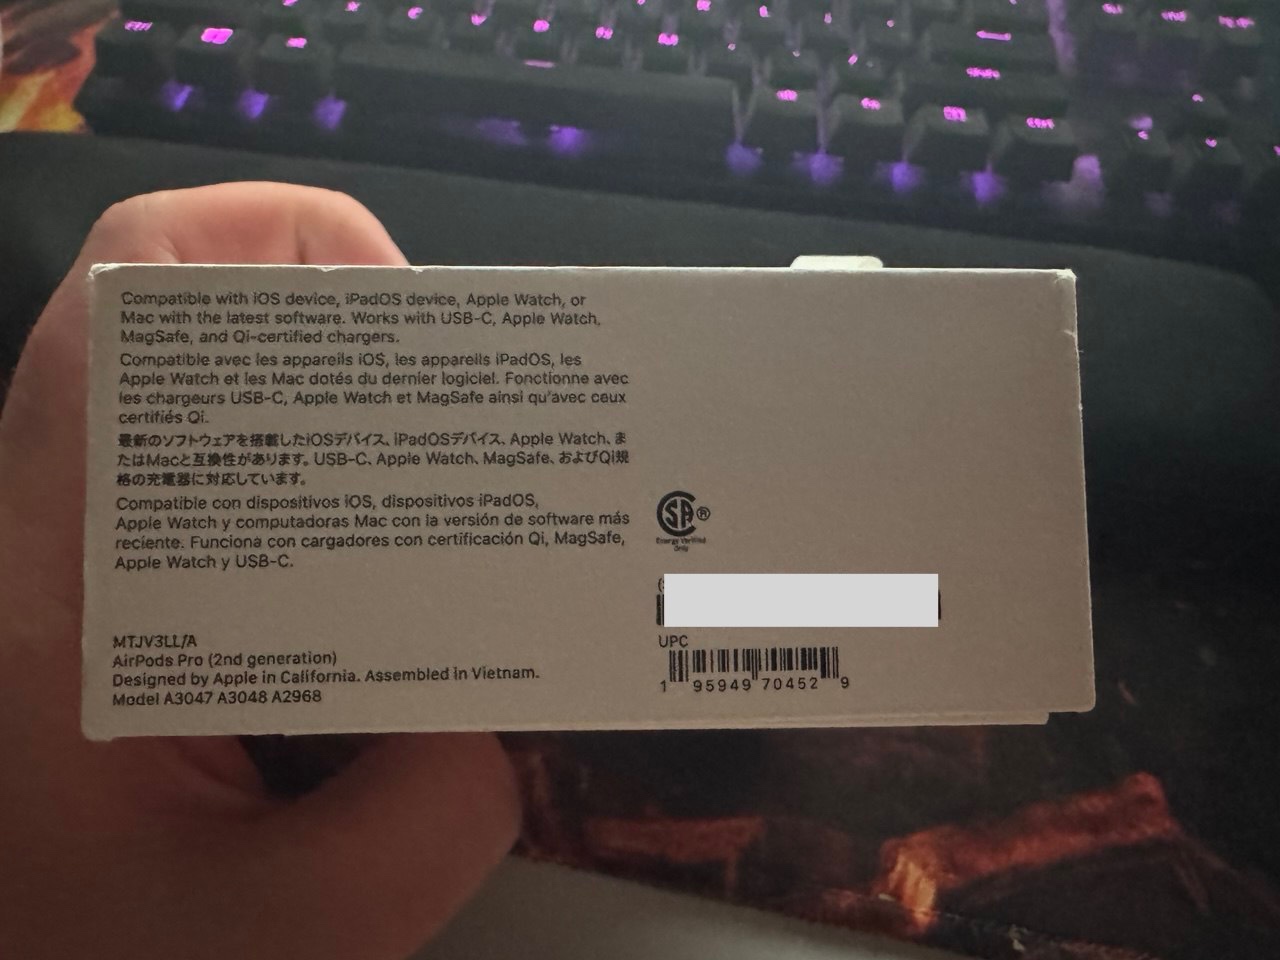 Compatible with iOS device, iPadOS device, Apple Watch, or
Mac with the latest software. Works with USB-C, Apple Watch,
MagSafe, and Qi-certified chargers.
Compatible avec les appareils iOS, les appareils iPadOS, les
Apple Watch et les Mac dotés du dernier logiciel. Fonctionne avec
les chargeurs USB-C, Apple Watch et MagSafe ainsi qu'avec ceux
certifiés Qi.
最新のソフトウェアを搭載したiOSデバイス、iPadOSデバイス、Apple Watch、ま
たはMacと互換性があります。USB-C、Apple Watch、MagSafe、およびQi規
格の充電器に対応しています。
Compatible con dispositivos iOS, dispositivos iPadOS,
Apple Watch y computadoras Mac con la versión de software más
reciente. Funciona con cargadores con certificación Qi, MagSafe,
Apple Watch y USB-C.
SA ®
Energy Verified
Only
MTJV3LL/A
AirPods Pro (2nd generation)
Designed by Apple in California. Assembled in Vietnam.
Model A3047 A3048 A2968
UPC
1 95949 70452 9